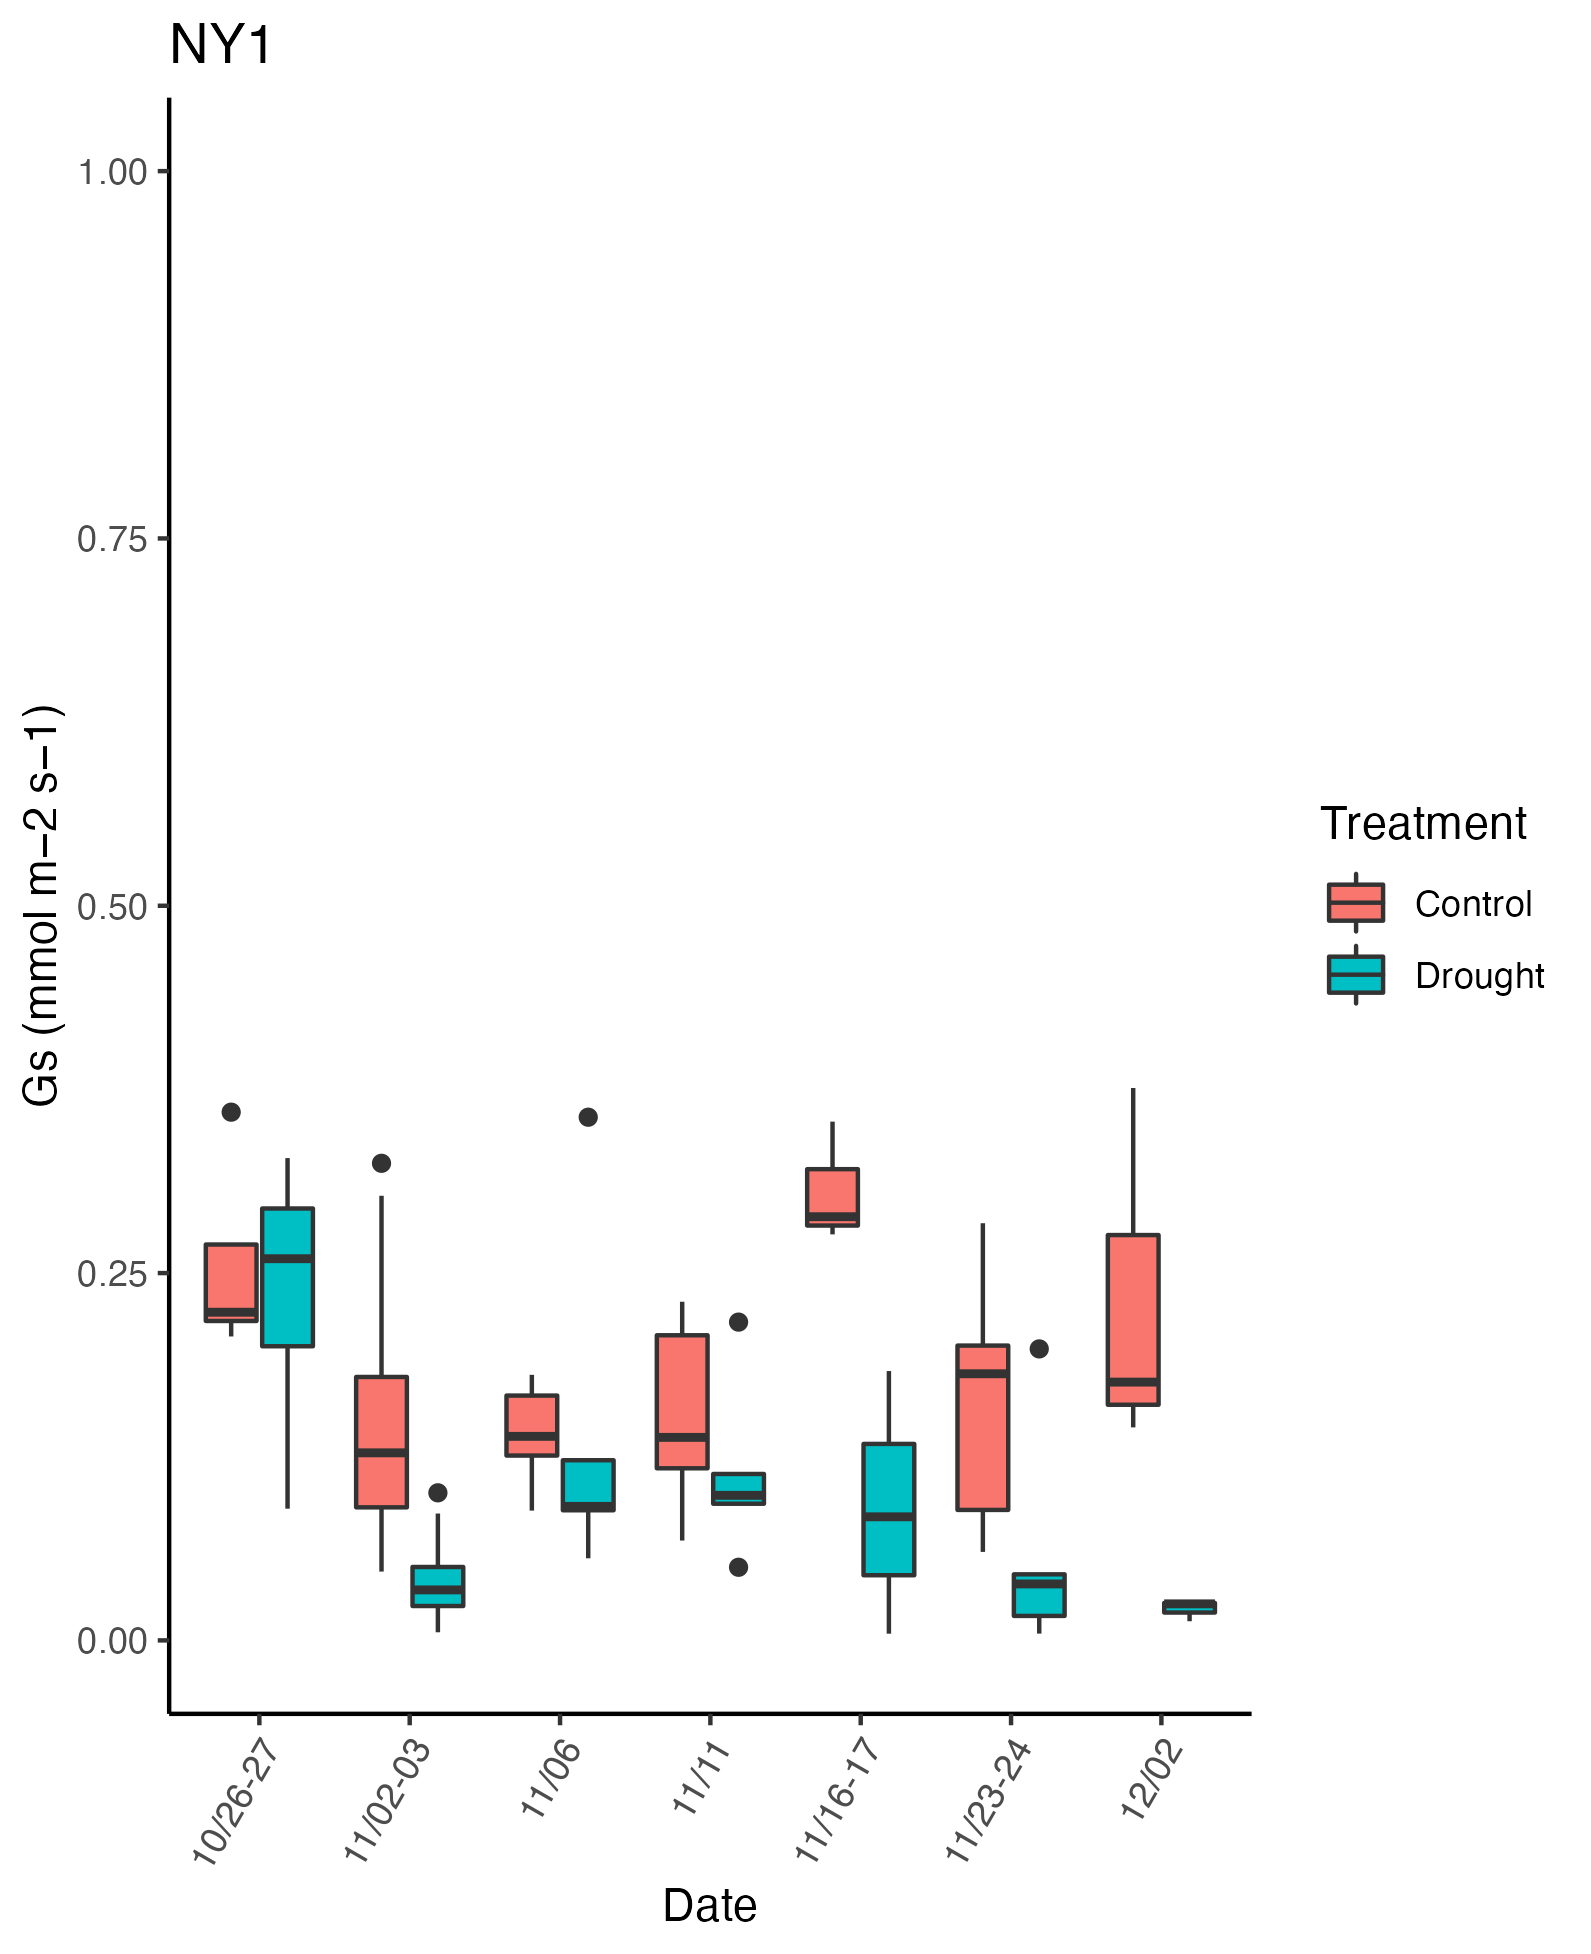 NY1
1.00
0.75
0.50
0.25
0.00
Gs (mmol m−2 s−1)
10/26-27
11/02-03
11/06
11/11
11/16-17
11/23-24
12/02
Date
Treatment
Control
Drought